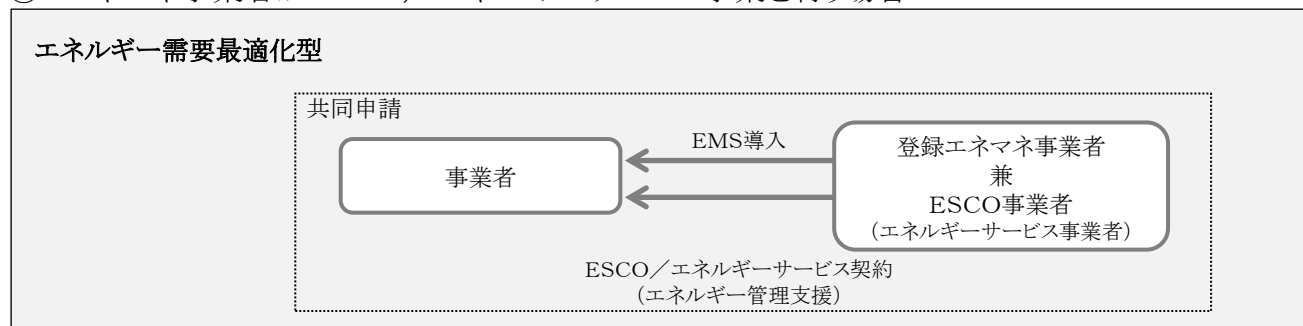 エネルギー需要最適化型
共同申請
EMS導入
事業者
登録エネマネ事業者
兼
ESCO事業者
（エネルギーサービス事業者）
ESCO／エネルギーサービス契約
（エネルギー管理支援）